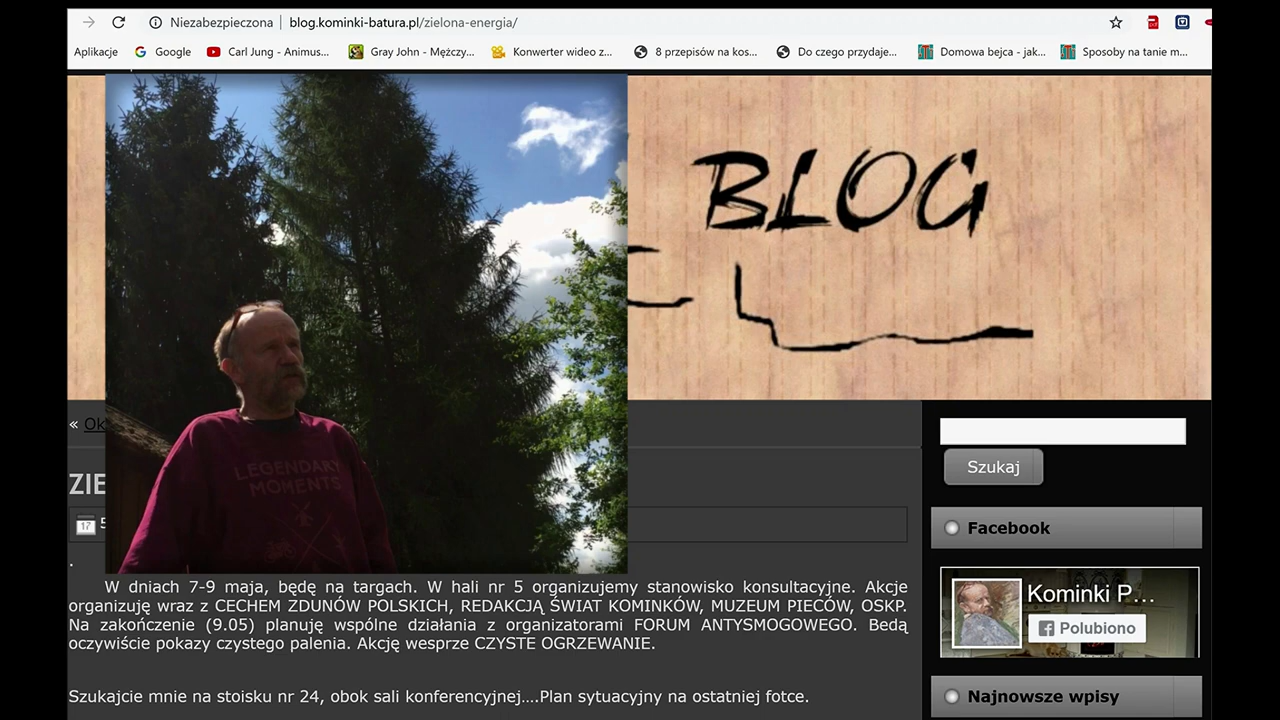 Niezabezpieczona
blog.kominki-batura.pl/zielona-energia/
Aplikacje
Google
Carl Jung - Animus...
Gray John - Mężczy...
Konwerter wideo z...
8 przepisów na kos...
Do czego przydaje...
Domowa bejca - jak...
Sposoby na tanie m...
BLOG
LEGENDARY
MOMENTS
« Ok
ZIE
17
5
.
W dniach 7-9 maja, będę na targach. W hali nr 5 organizujemy stanowisko konsultacyjne. Akcje
organizuję wraz z CECHEM ZDUNÓW POLSKICH, REDAKCJĄ ŚWIAT KOMINKÓW, MUZEUM PIECÓW, OSKP.
Na zakończenie (9.05) planuję wspólne działania z organizatorami FORUM ANTYSMOGOWEGO. Bedą
oczywiście pokazy czystego palenia. Akcję wesprze CZYSTE OGRZEWANIE.
Szukajcie mnie na stoisku nr 24, obok sali konferencyjnej....Plan sytuacyjny na ostatniej fotce.
Szukaj
Facebook
Kominki P...
Polubiono
Najnowsze wpisy